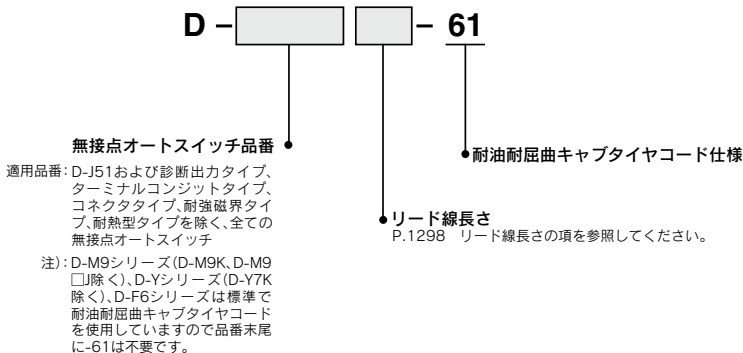 D – – 61
無接点オートスイッチ品番
適用品番：D-J51および診断出力タイプ、
ターミナルコンジットタイプ、
コネクタタイプ、耐強磁界タイ
プ、耐熱型タイプを除く、全ての
無接点オートスイッチ
注）：D-M9シリーズ(D-M9K、D-M9
□J除く)、D-Yシリーズ(D-Y7K
除く)、D-F6シリーズは標準で
耐油耐屈曲キャブタイヤコード
を使用していますので品番末尾
に-61は不要です。
耐油耐屈曲キャブタイヤコード仕様
リード線長さ
P.1298　リード線長さの項を参照してください。